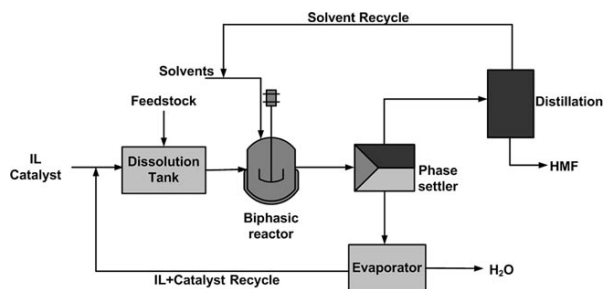 Solvent Recycle
Solvents
Feedstock
Distillation
IL
Catalyst
Dissolution
Tank
Phase
settler
HMF
Biphasic
reactor
Evaporator
H₂O
IL+Catalyst Recycle